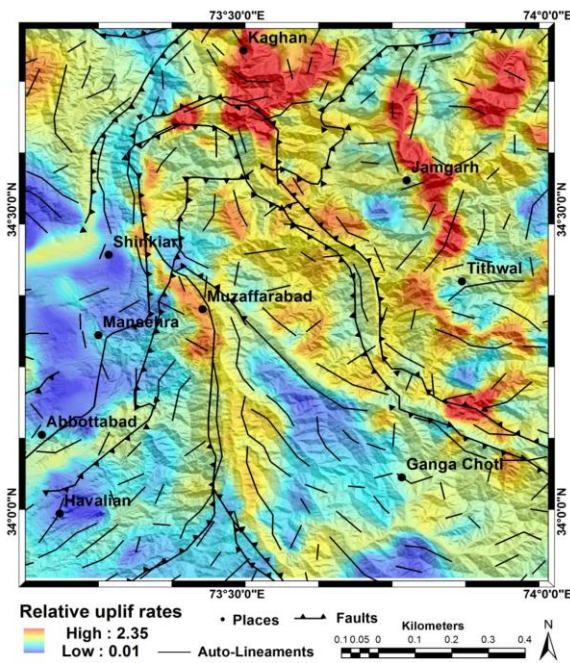 73°30'0"E
74°0'0"E
Kaghan
Jamgarh
34°30'0"N
34°30'0"N
Shinkiari
Tithwal
Muzaffarabad
Mansehra
Abbottabad
Ganga Choti
34°0'0"N
34°0'0"N
Havalian
73°30'0"E
74°0'0"E
Relative uplif rates
High : 2.35
Low : 0.01
Places
Faults
Auto-Lineaments
Kilometers
0.1 0.05 0 0.1 0.2 0.3 0.4
N